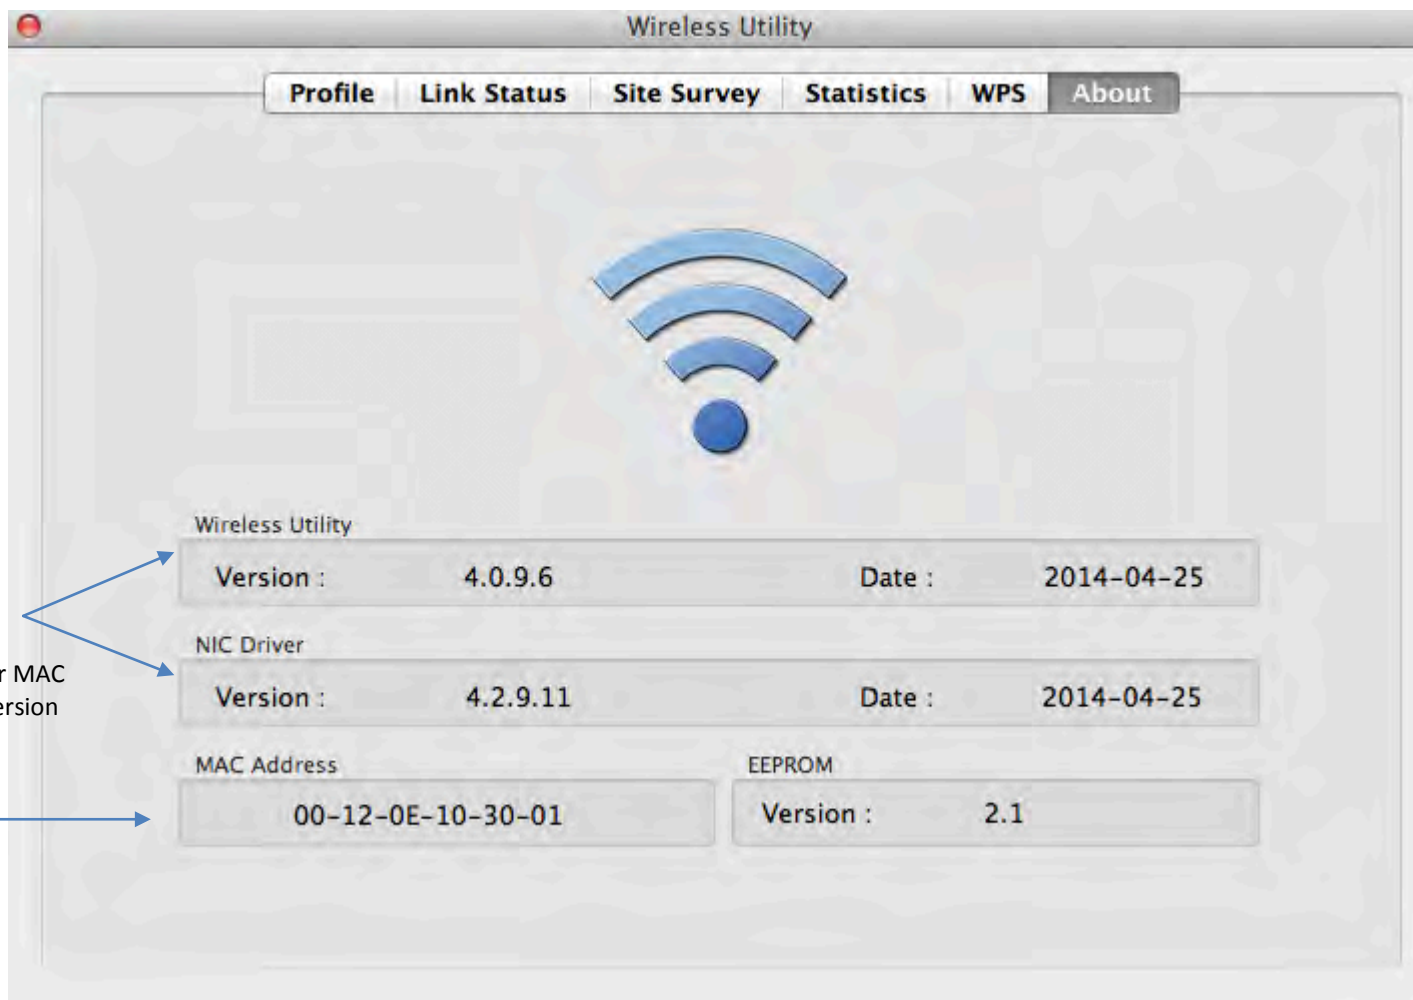 Wireless Utility
Profile Link Status Site Survey Statistics WPS About
Wireless Utility
Version : 4.0.9.6 Date : 2014-04-25
NIC Driver
r MAC
ersion
Version : 4.2.9.11 Date : 2014-04-25
MAC Address EEPROM
00-12-0E-10-30-01 Version : 2.1